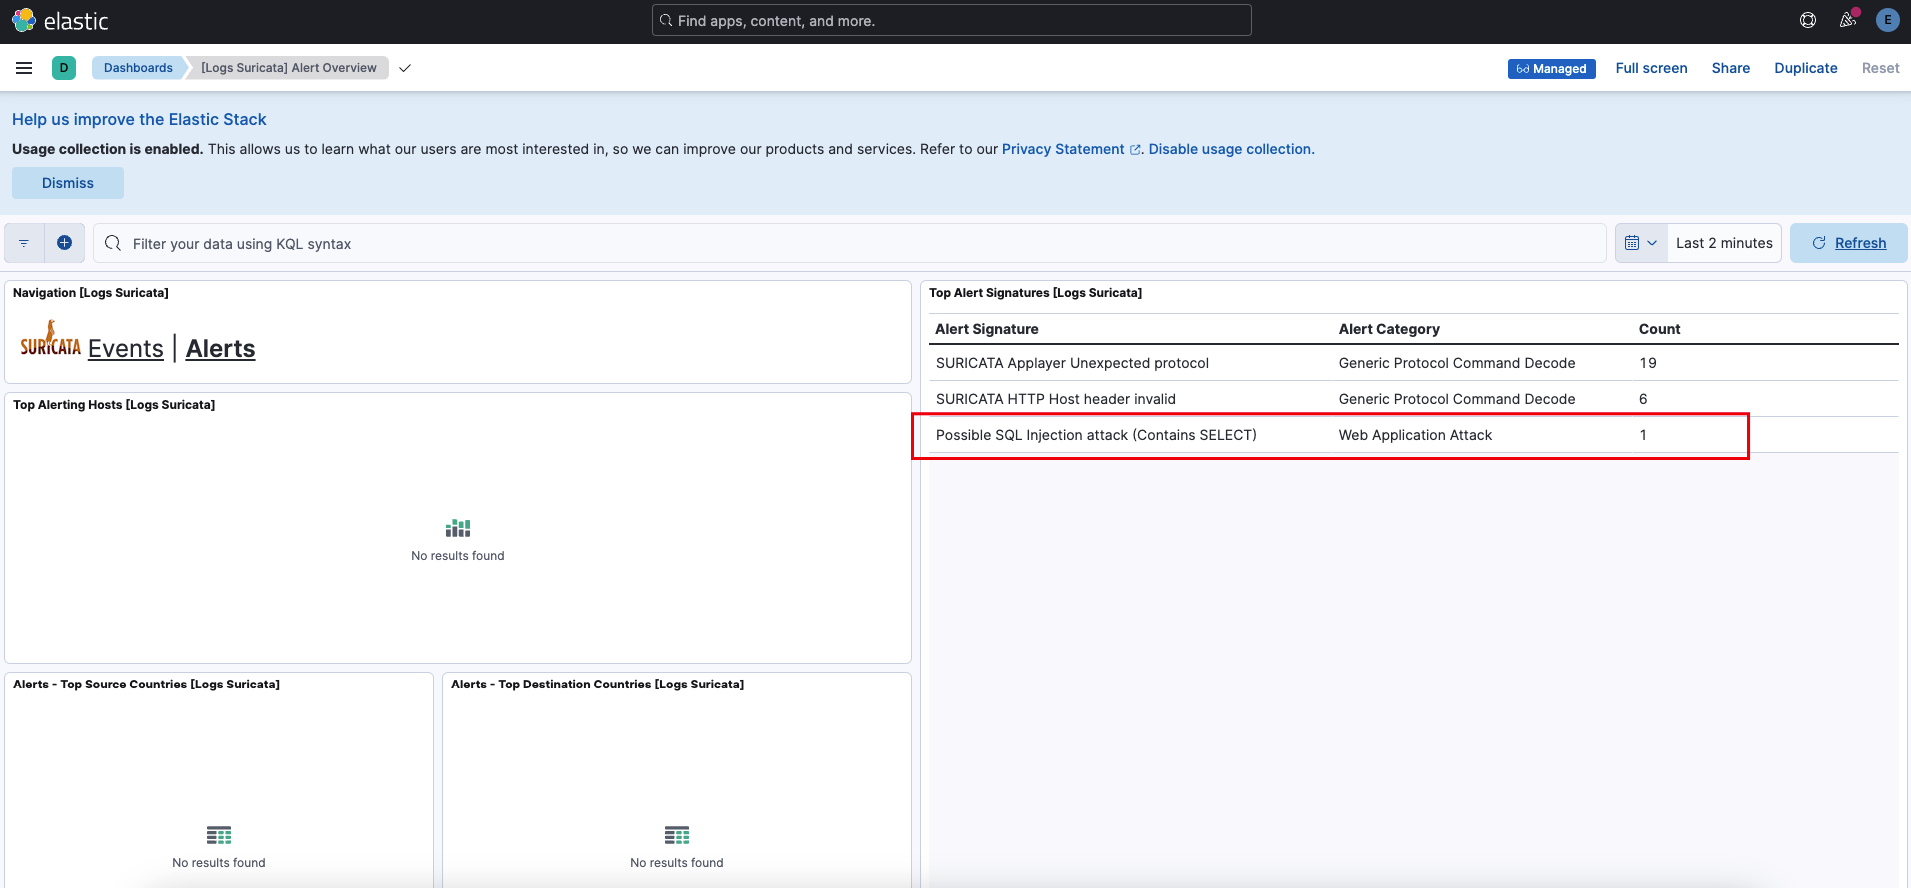 elastic
Find apps, content, and more.
E
D
Dashboards
[Logs Suricata] Alert Overview
Managed
Full screen
Share
Duplicate
Reset
Help us improve the Elastic Stack
Usage collection is enabled. This allows us to learn what our users are most interested in, so we can improve our products and services. Refer to our Privacy Statement. Disable usage collection.
Dismiss
Filter your data using KQL syntax
Last 2 minutes
Refresh
Navigation [Logs Suricata]
SURICATA Events | Alerts
Top Alerting Hosts [Logs Suricata]
No results found
Alerts - Top Source Countries [Logs Suricata]
No results found
Alerts - Top Destination Countries [Logs Suricata]
No results found
Top Alert Signatures [Logs Suricata]
Alert Signature Alert Category Count
SURICATA Applayer Unexpected protocol Generic Protocol Command Decode 19
SURICATA HTTP Host header invalid Generic Protocol Command Decode 6
Possible SQL Injection attack (Contains SELECT) Web Application Attack 1